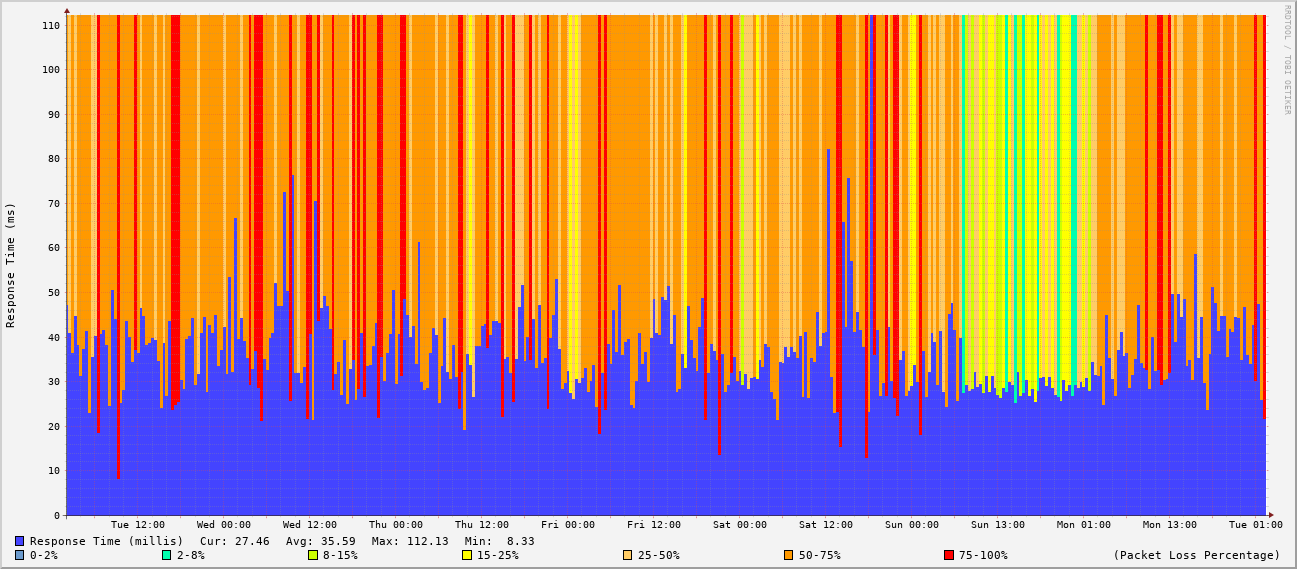 RRDTOOL / TOBI OETIKER
Response Time (ms)
110
100
90
80
70
60
50
40
30
20
10
0
Tue 12:00 Wed 00:00 Wed 12:00 Thu 00:00 Thu 12:00 Fri 00:00 Fri 12:00 Sat 00:00 Sat 12:00 Sun 00:00 Sun 13:00 Mon 01:00 Mon 13:00 Tue 01:00
Response Time (millis) Cur: 27.46 Avg: 35.59 Max: 112.13 Min: 8.33
0-2% 2-8% 8-15% 15-25% 25-50% 50-75% 75-100% (Packet Loss Percentage)